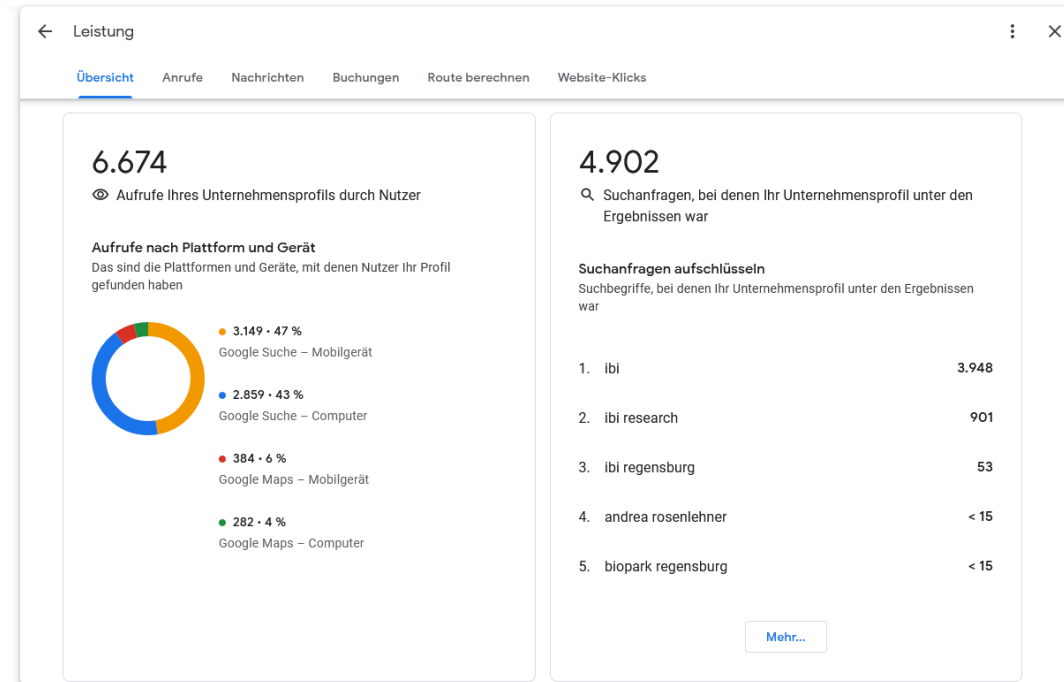 Leistung
Übersicht Anrufe Nachrichten Buchungen Route berechnen Website-Klicks
6.674
Aufrufe Ihres Unternehmensprofils durch Nutzer
Aufrufe nach Plattform und Gerät
Das sind die Plattformen und Geräte, mit denen Nutzer Ihr Profil
gefunden haben
3.149 • 47 %
Google Suche – Mobilgerät
2.859 • 43 %
Google Suche – Computer
384 • 6 %
Google Maps – Mobilgerät
282 • 4 %
Google Maps – Computer
4.902
Suchanfragen, bei denen Ihr Unternehmensprofil unter den
Ergebnissen war
Suchanfragen aufschlüsseln
Suchbegriffe, bei denen Ihr Unternehmensprofil unter den Ergebnissen
war
1. ibi 3.948
2. ibi research 901
3. ibi regensburg 53
4. andrea rosenlehner < 15
5. biopark regensburg < 15
Mehr...